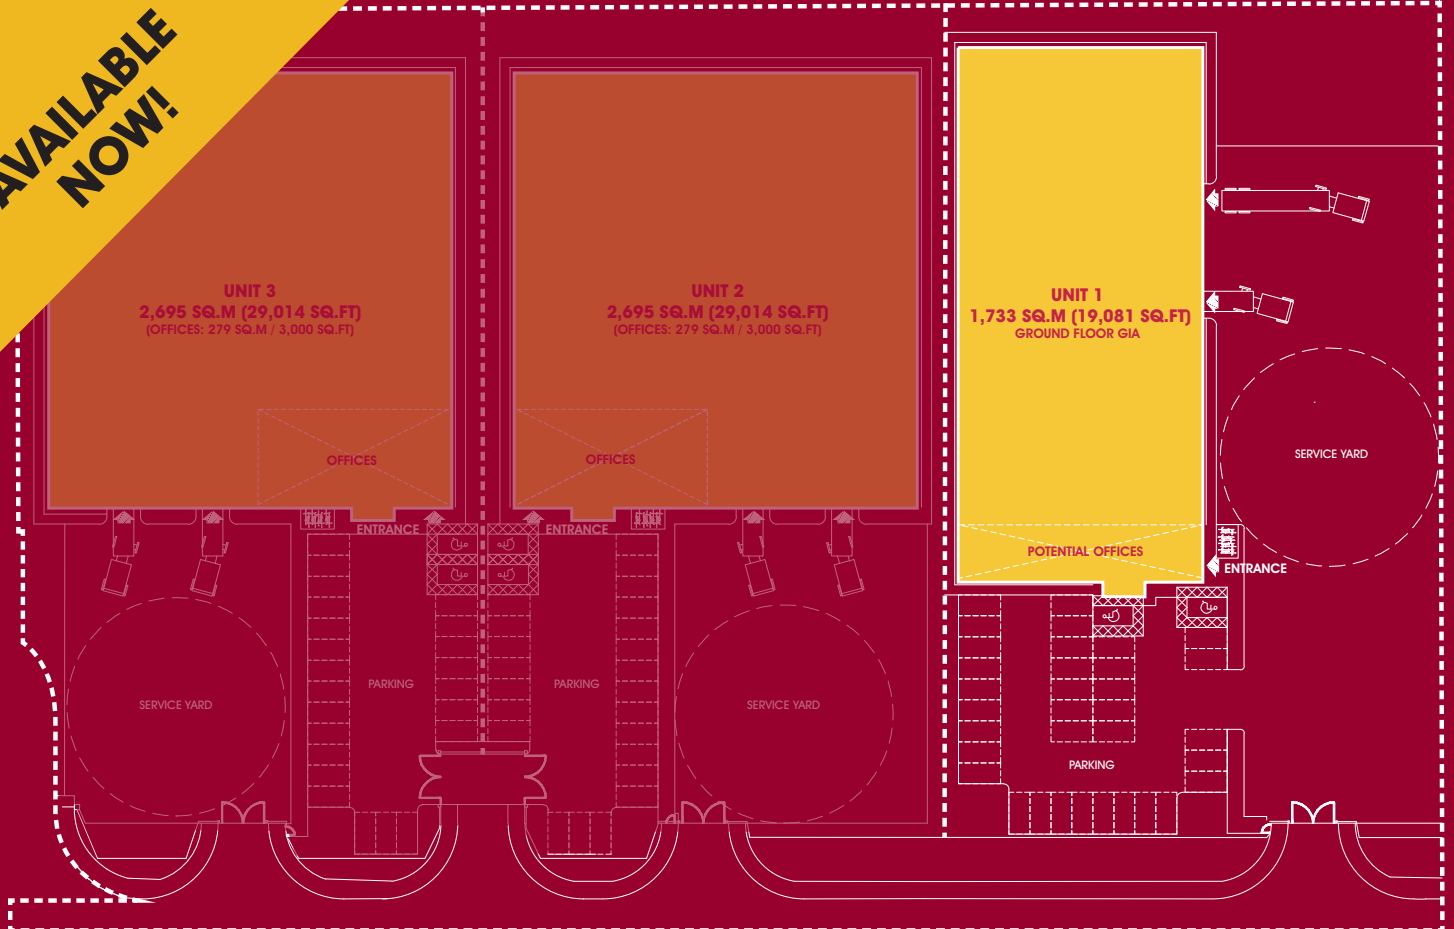 AVAILABLE
NOW!
UNIT 3
2,695 SQ.M (29,014 SQ.FT)
(OFFICES: 279 SQ.M / 3,000 SQ.FT)
UNIT 2
2,695 SQ.M (29,014 SQ.FT)
(OFFICES: 279 SQ.M / 3,000 SQ.FT)
UNIT 1
1,733 SQ.M (19,081 SQ.FT)
GROUND FLOOR GIA
OFFICES
OFFICES
SERVICE YARD
POTENTIAL OFFICES
ENTRANCE
ENTRANCE
ENTRANCE
PARKING
PARKING
SERVICE YARD
SERVICE YARD
PARKING